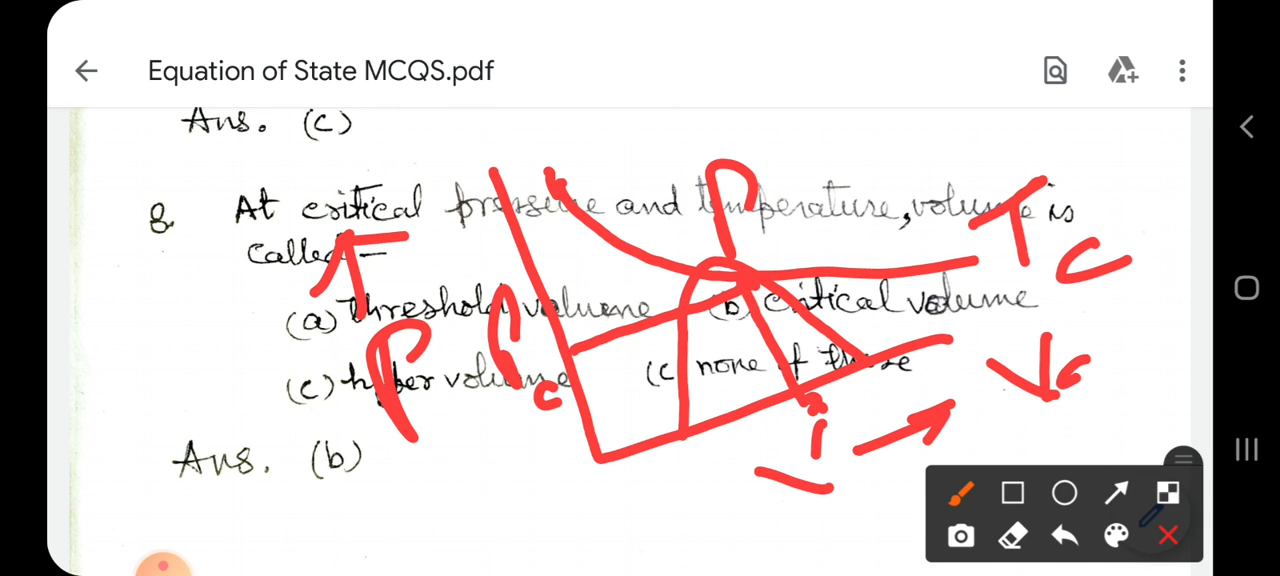 Equation of State MCQS.pdf
Ans. (c)
8. At critical pressure and temperature, volume is
called -
(a) threshold volume (b) critical volume
(c) hyper volume (c none of these
Ans. (b)
P
Tc
P
Pc
Vc